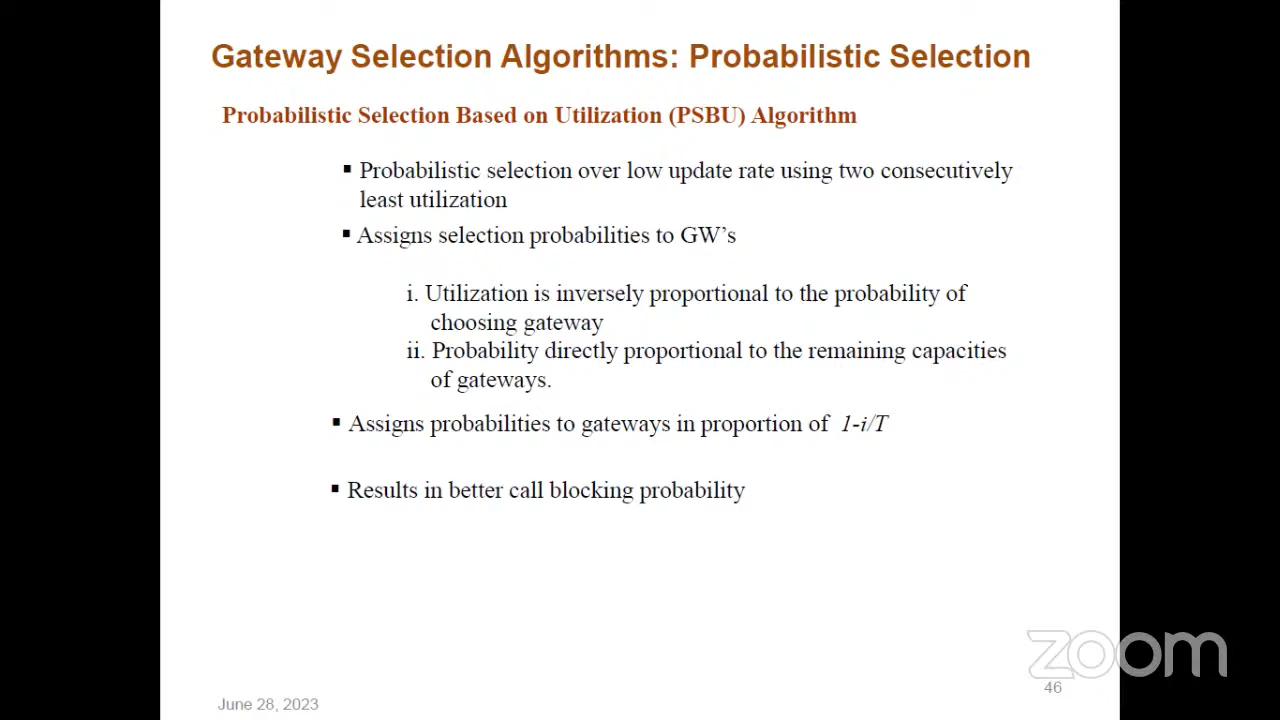 Gateway Selection Algorithms: Probabilistic Selection
Probabilistic Selection Based on Utilization (PSBU) Algorithm
▪ Probabilistic selection over low update rate using two consecutively
least utilization
▪ Assigns selection probabilities to GW's
i. Utilization is inversely proportional to the probability of
choosing gateway
ii. Probability directly proportional to the remaining capacities
of gateways.
▪ Assigns probabilities to gateways in proportion of 1-i/T
▪ Results in better call blocking probability
zoom
46
June 28, 2023